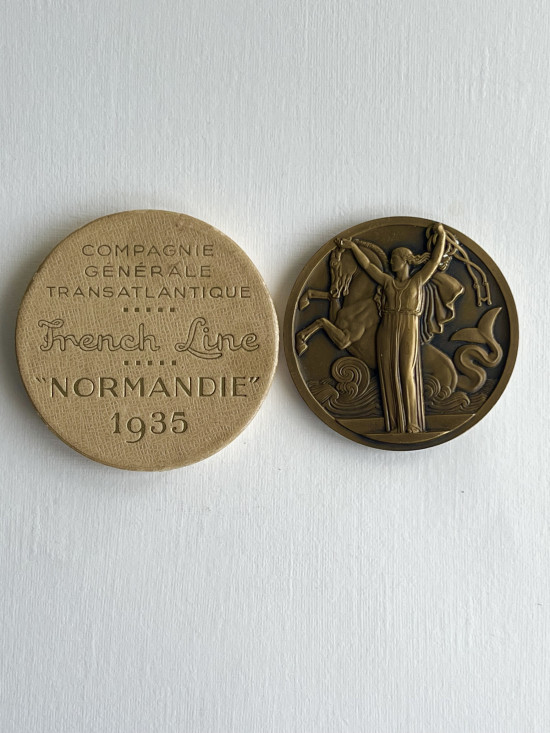 COMPAGNIE
GÉNÉRALE
TRANSATLANTIQUE
French Line
"NORMANDIE"
1935